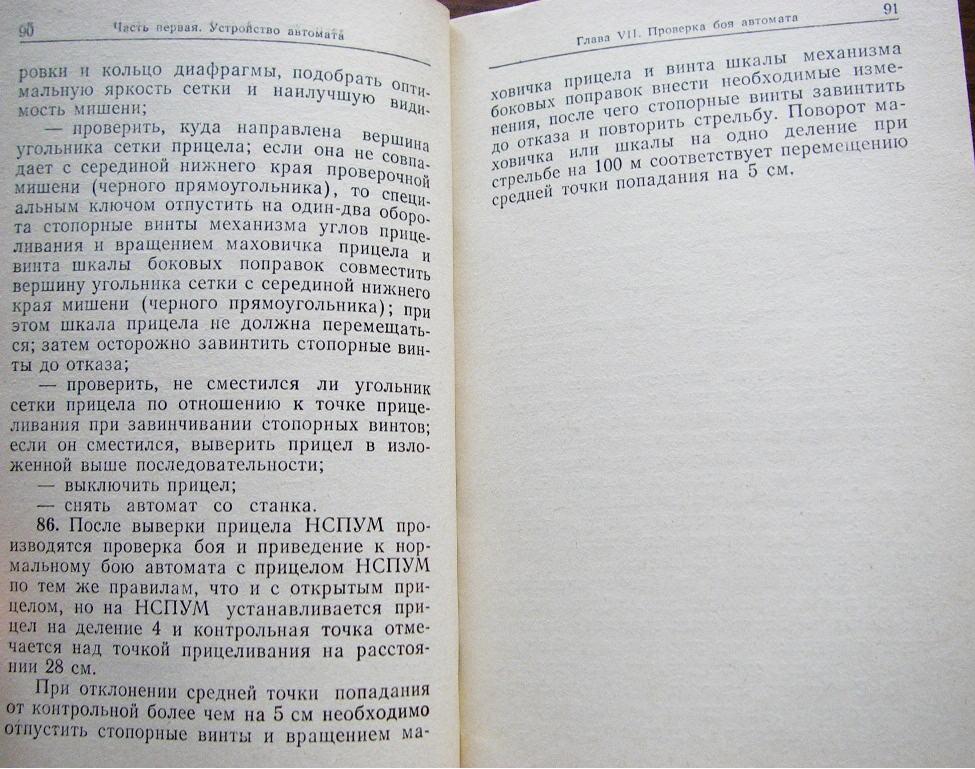 90 Часть первая. Устройство автомата
ровки и кольцо диафрагмы, подобрать опти-
мальную яркость сетки и наилучшую види-
мость мишени;
— проверить, куда направлена вершина
угольника сетки прицела; если она не совпа-
дает с серединой нижнего края проверочной
мишени (черного прямоугольника), то специ-
альным ключом отпустить на один-два оборо-
та стопорные винты механизма углов прице-
ливания и вращением маховичка прицела и
винта шкалы боковых поправок совместить
вершину угольника сетки с серединой нижнего
края мишени (черного прямоугольника); при
этом шкала прицела не должна перемещать-
ся; затем осторожно завинтить стопорные вин-
ты до отказа;
— проверить, не сместился ли угольник
сетки прицела по отношению к точке прице-
ливания при завинчивании стопорных винтов;
если он сместился, выверить прицел в изло-
женной выше последовательности;
— выключить прицел;
— снять автомат со станка.
86. После выверки прицела НСПУМ про-
изводятся проверка боя и приведение к нор-
мальному бою автомата с прицелом НСПУМ
по тем же правилам, что и с открытым при-
целом, но на НСПУМ устанавливается при-
цел на деление 4 и контрольная точка отме-
чается над точкой прицеливания на расстоя-
нии 28 см.
При отклонении средней точки попадания
от контрольной более чем на 5 см необходимо
отпустить стопорные винты и вращением ма-
Глава VII. Проверка боя автомата 91
ховичка прицела и винта шкалы механизма
боковых поправок внести необходимые изме-
нения, после чего стопорные винты завинтить
до отказа и повторить стрельбу. Поворот ма-
ховичка или шкалы на одно деление при
стрельбе на 100 м соответствует перемещению
средней точки попадания на 5 см.